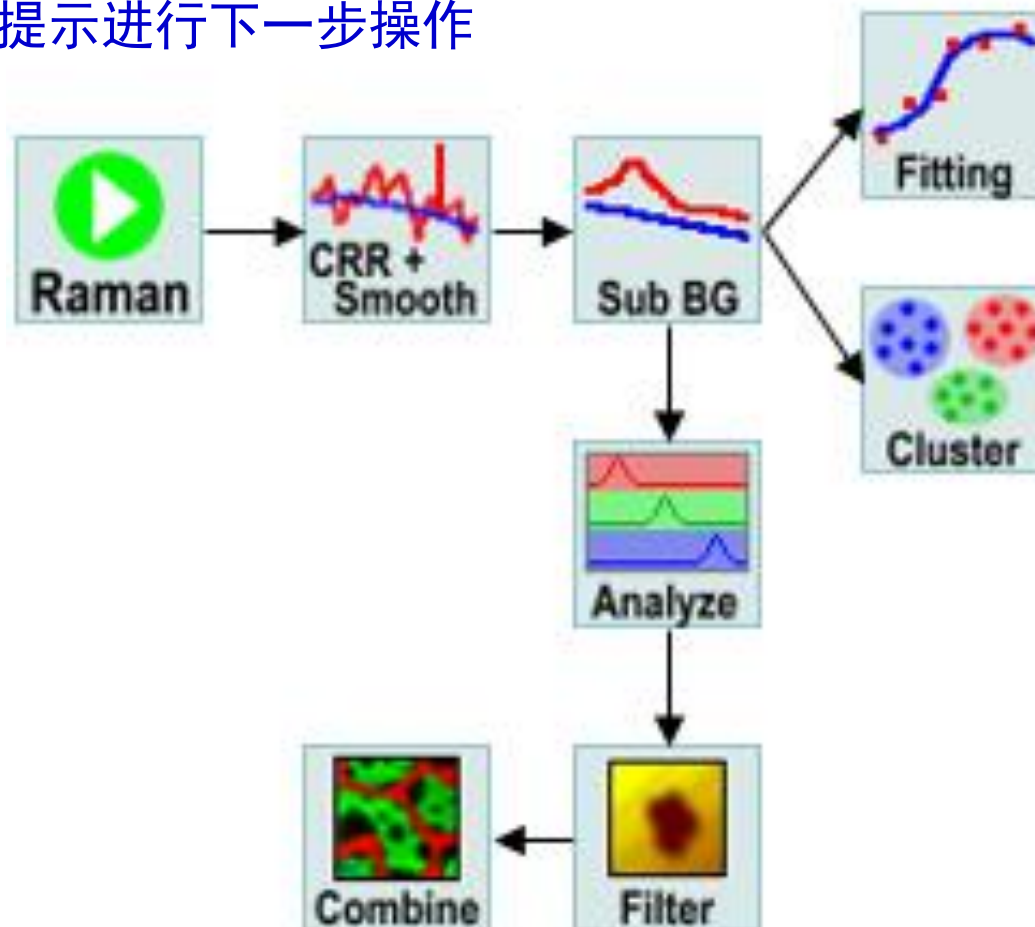 提示进行下一步操作
Fitting
Raman
CRR +
Smooth
Sub BG
Cluster
Analyze
Combine
Filter